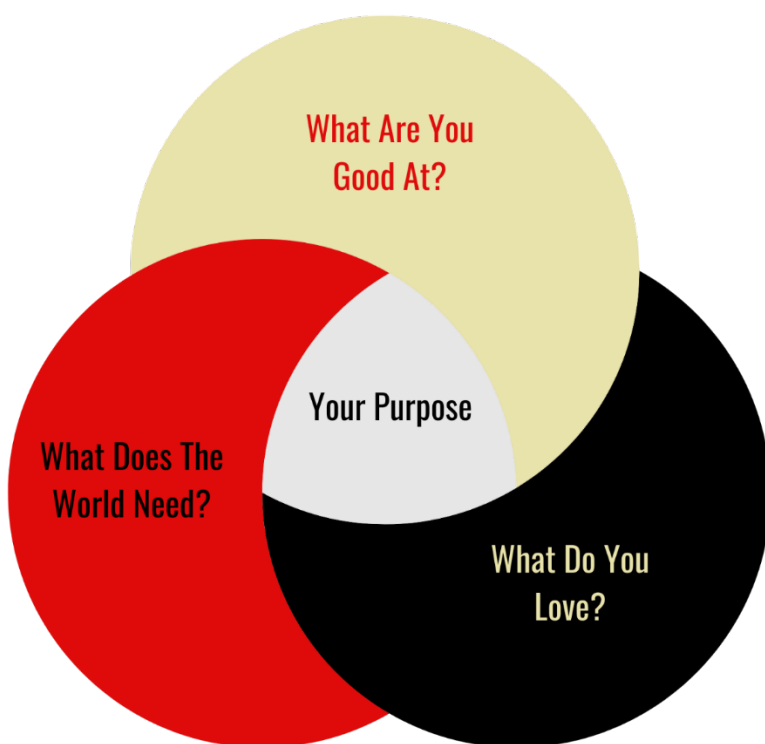 What Are You
Good At?
Your Purpose
What Does The
World Need?
What Do You
Love?